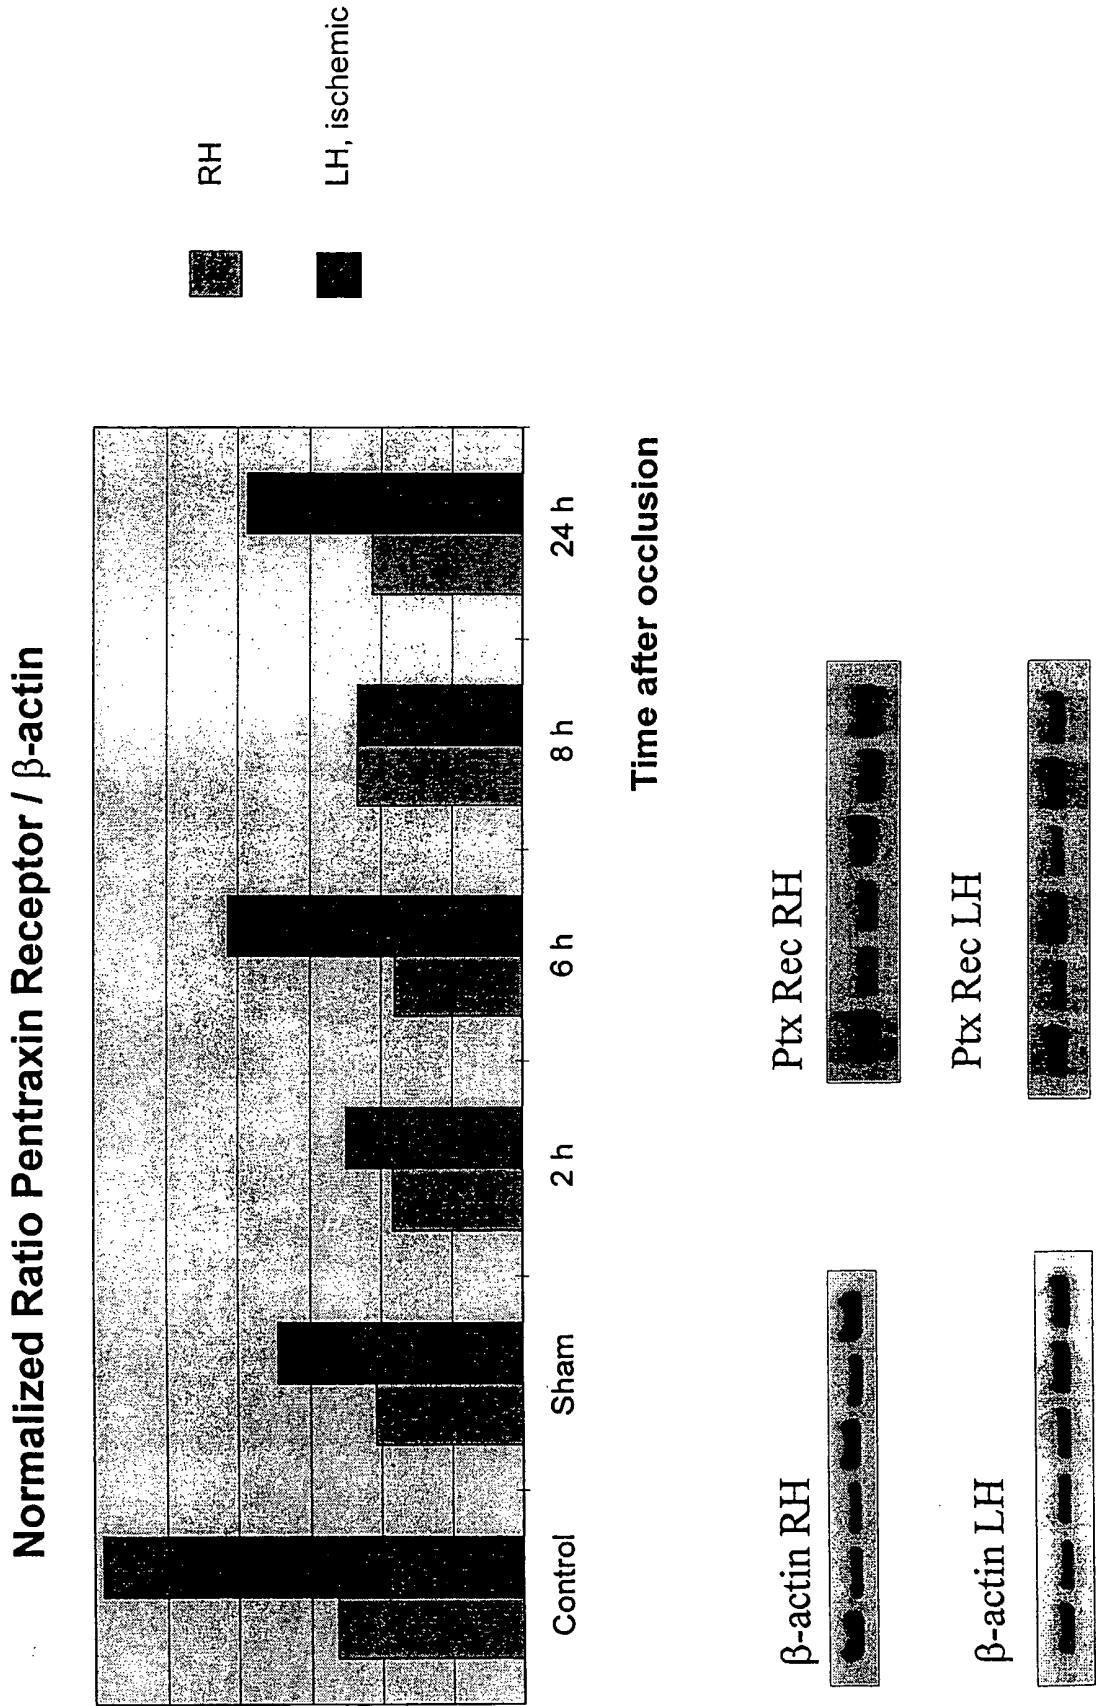 Normalized Ratio Pentraxin Receptor / β-actin
RH
LH, ischemic
Control
Sham
2 h
6 h
8 h
24 h
Time after occlusion
β-actin RH
Ptx Rec RH
β-actin LH
Ptx Rec LH